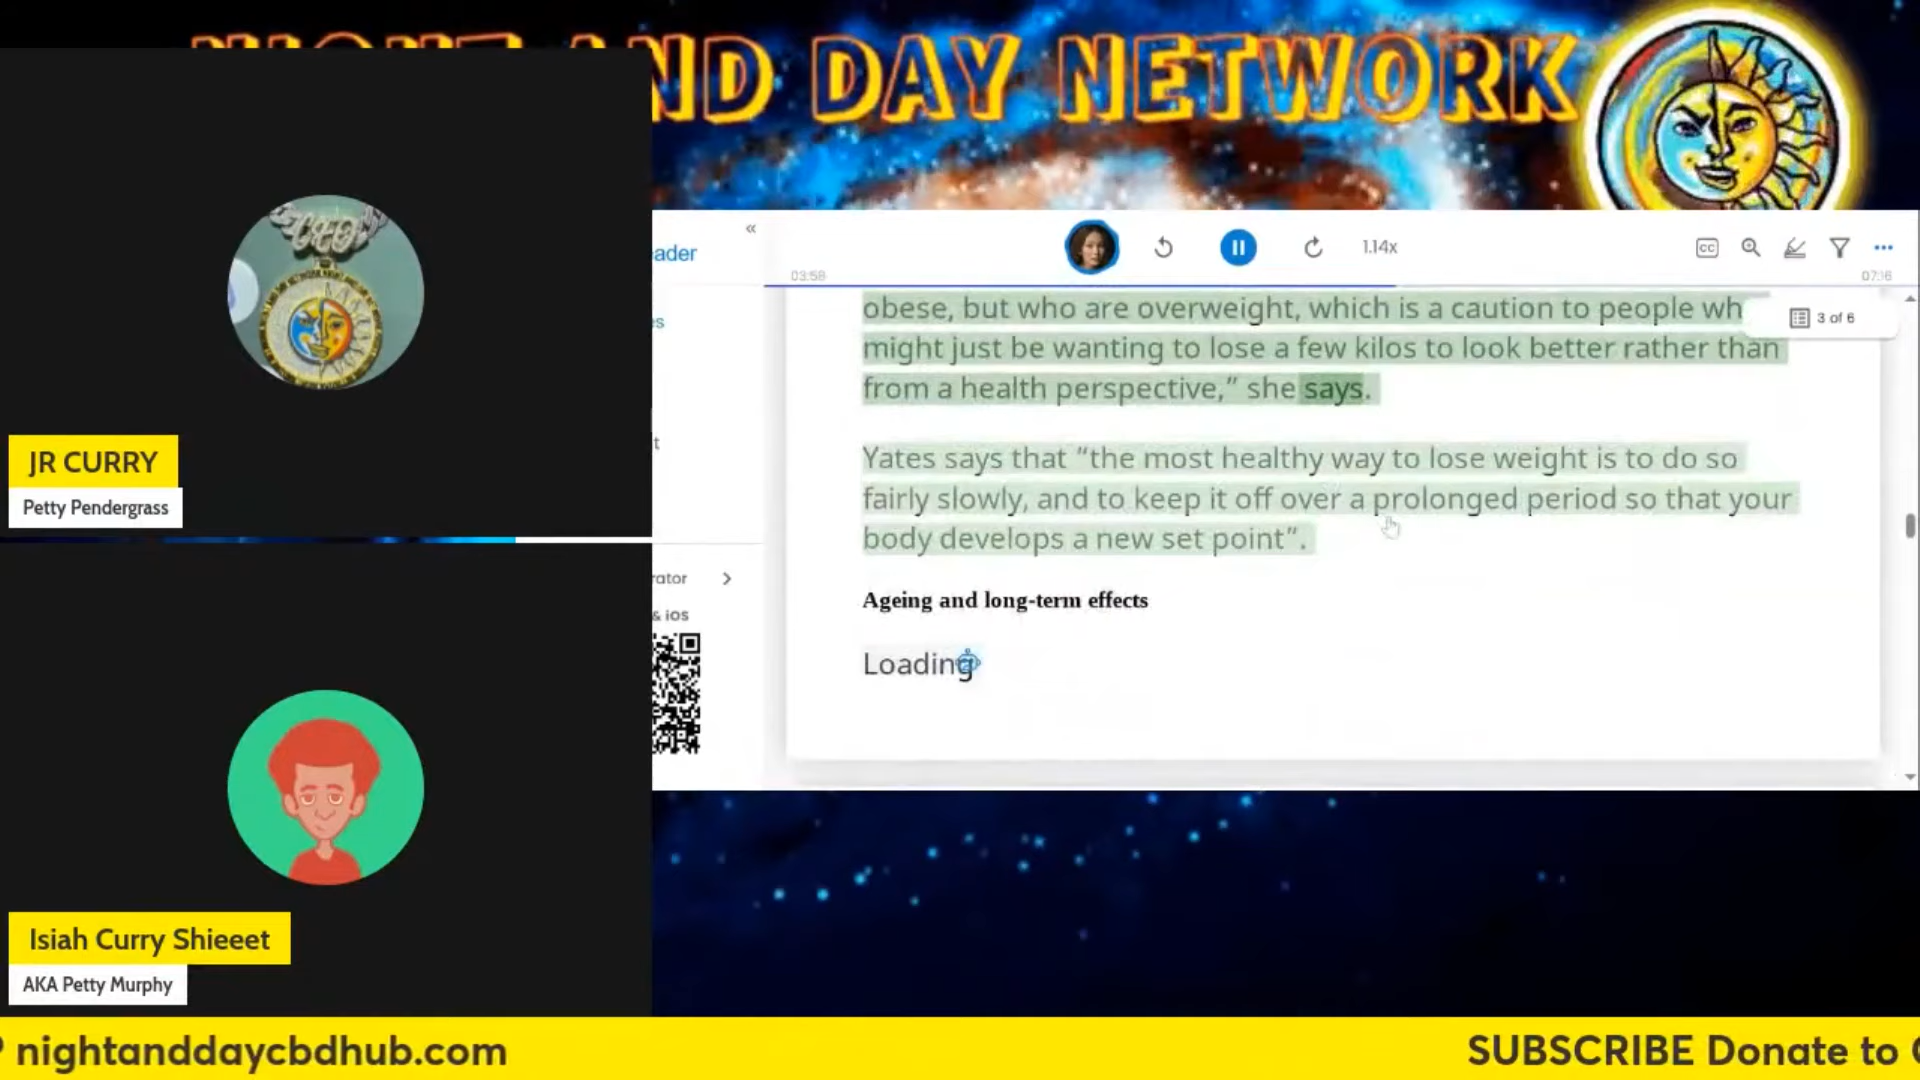 NIGHT AND DAY NETWORK
CEO
JR CURRY
Petty Pendergrass
Isiah Curry Shieeet
AKA Petty Murphy
«
ader
es
t
rator
& iOS
03:58
1.14x
CC
07:16
3 of 6
obese, but who are overweight, which is a caution to people wh
might just be wanting to lose a few kilos to look better rather than
from a health perspective,” she says.
Yates says that “the most healthy way to lose weight is to do so
fairly slowly, and to keep it off over a prolonged period so that your
body develops a new set point”.
Ageing and long-term effects
Loading
nightanddaycbdhub.com
SUBSCRIBE Donate to